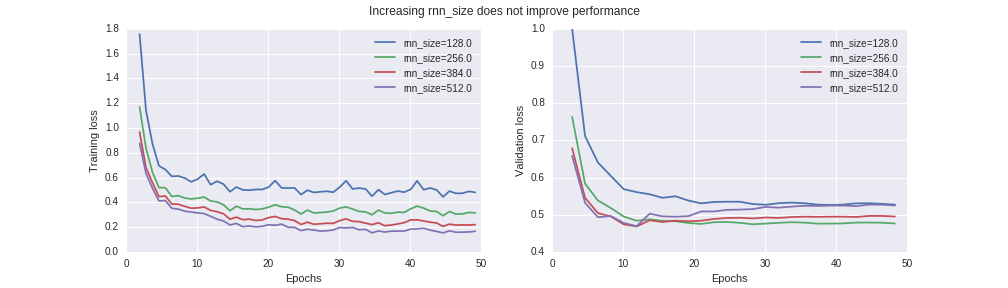 Increasing rnn_size does not improve performance
Training loss
1.8
1.6
1.4
1.2
1.0
0.8
0.6
0.4
0.2
0.0
rnn_size=128.0
rnn_size=256.0
rnn_size=384.0
rnn_size=512.0
0 10 20 30 40 50
Epochs
Validation loss
1.0
0.9
0.8
0.7
0.6
0.5
0.4
rnn_size=128.0
rnn_size=256.0
rnn_size=384.0
rnn_size=512.0
0 10 20 30 40 50
Epochs